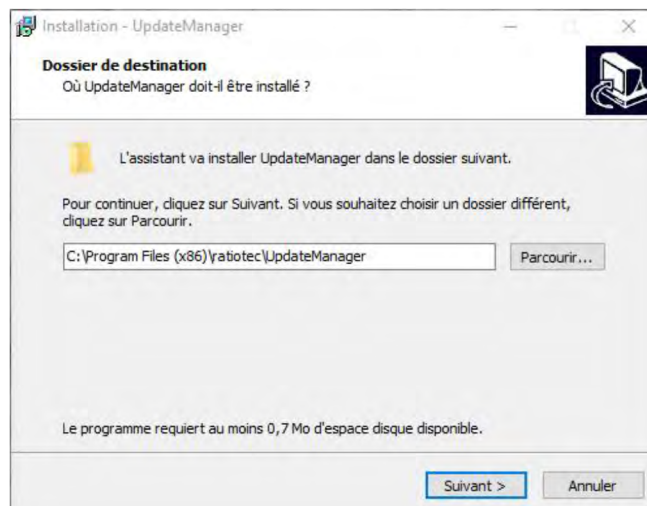 Installation - UpdateManager
Dossier de destination
Où UpdateManager doit-il être installé ?
L'assistant va installer UpdateManager dans le dossier suivant.
Pour continuer, cliquez sur Suivant. Si vous souhaitez choisir un dossier différent,
cliquez sur Parcourir.
C:\Program Files (x86)\ratiotec\UpdateManager
Parcourir...
Le programme requiert au moins 0,7 Mo d'espace disque disponible.
Suivant >
Annuler